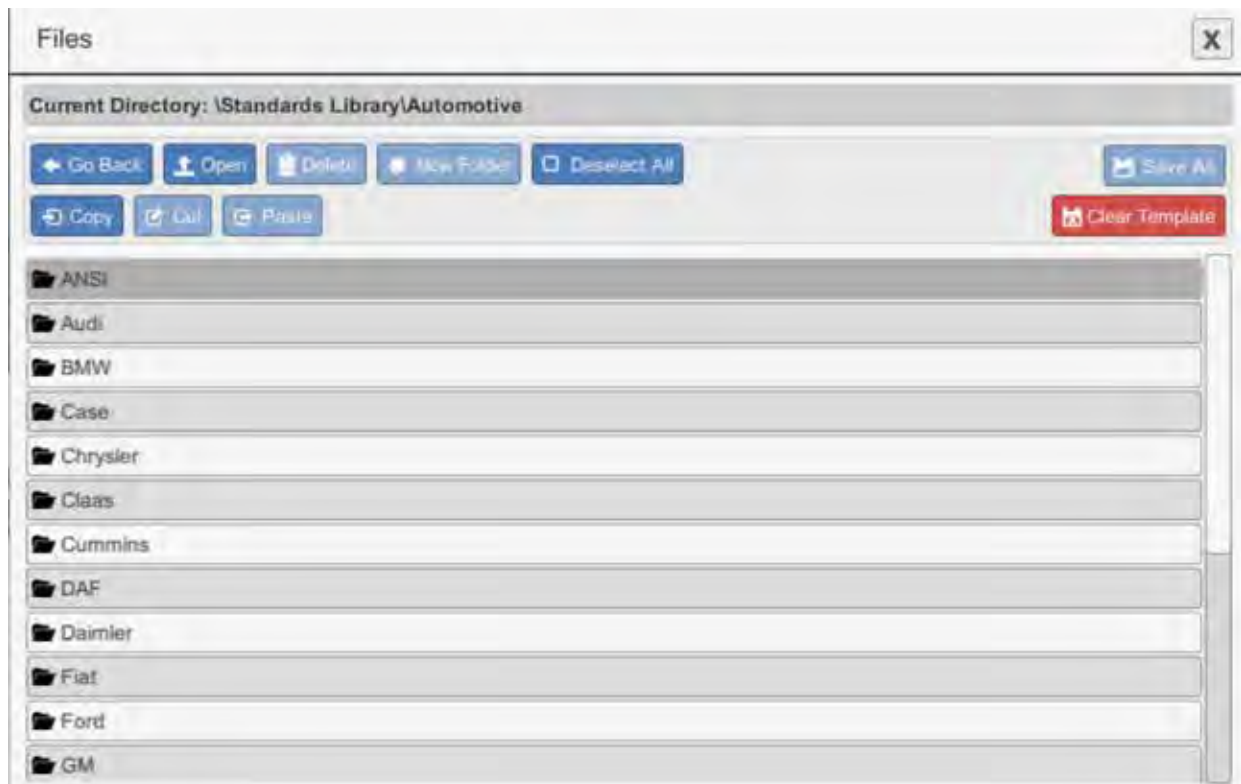 Files
X
Current Directory: \Standards Library\Automotive
Go Back Open Delete New Folder Deselect All Save All
Copy Cut Paste Clear Template
ANSI
Audi
BMW
Case
Chrysler
Claas
Cummins
DAF
Daimler
Fiat
Ford
GM